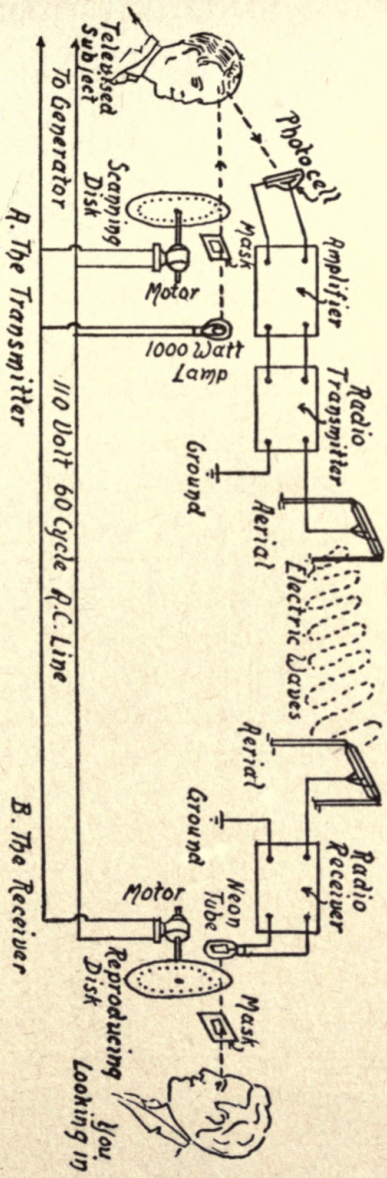 Televised
Subject
Photocell
Amplifier
Radio
Transmitter
Scanning
Disk
Mask
Motor
1000 Watt
Lamp
Ground
Aerial
Electric Waves
To Generator
110 Volt 60 Cycle A.C. Line
A. The Transmitter
Aerial
Radio
Receiver
Ground
Neon
Tube
Mask
Motor
Reproducing
Disk
You
Looking in
B. The Receiver